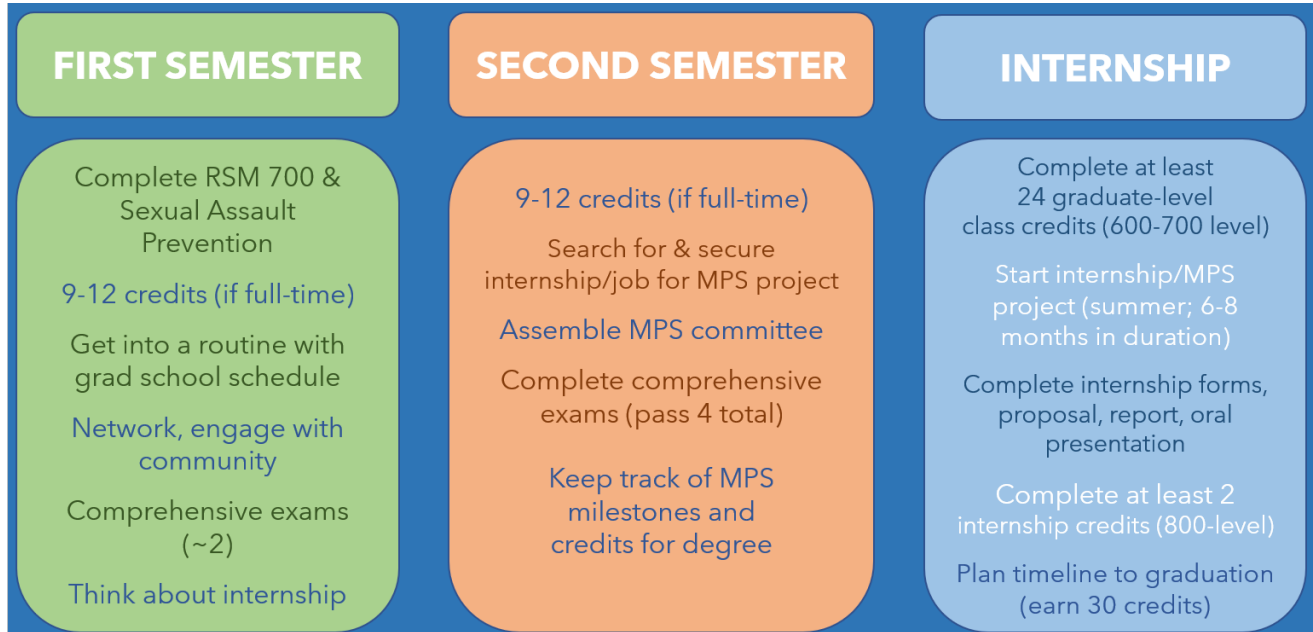 FIRST SEMESTER
Complete RSM 700 &
Sexual Assault
Prevention
9-12 credits (if full-time)
Get into a routine with
grad school schedule
Network, engage with
community
Comprehensive exams
(~2)
Think about internship
SECOND SEMESTER
9-12 credits (if full-time)
Search for & secure
internship/job for MPS project
Assemble MPS committee
Complete comprehensive
exams (pass 4 total)
Keep track of MPS
milestones and
credits for degree
INTERNSHIP
Complete at least
24 graduate-level
class credits (600-700 level)
Start internship/MPS
project (summer; 6-8
months in duration)
Complete internship forms,
proposal, report, oral
presentation
Complete at least 2
internship credits (800-level)
Plan timeline to graduation
(earn 30 credits)